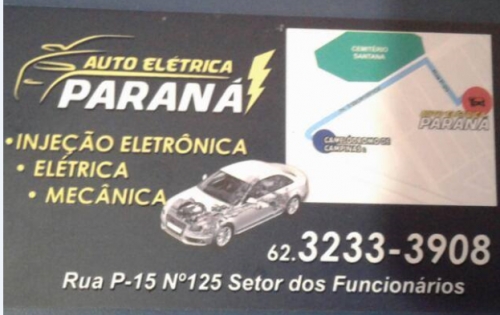 AUTO ELÉTRICA
PARANÁ
•INJEÇÃO ELETRÔNICA
• ELÉTRICA
• MECÂNICA
CEMITÉRIO
SANTANA
PARANÁ
62.3233-3908
Rua P-15 Nº125 Setor dos Funcionários